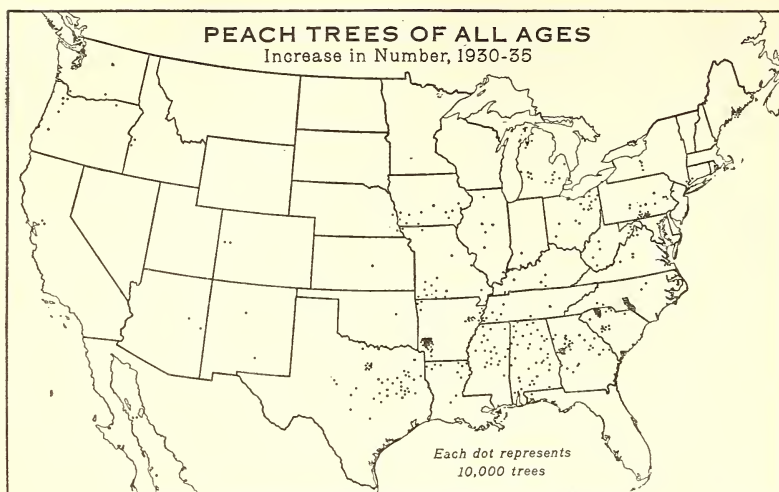 PEACH TREES OF ALL AGES
Increase in Number, 1930-35
Each dot represents
10,000 trees